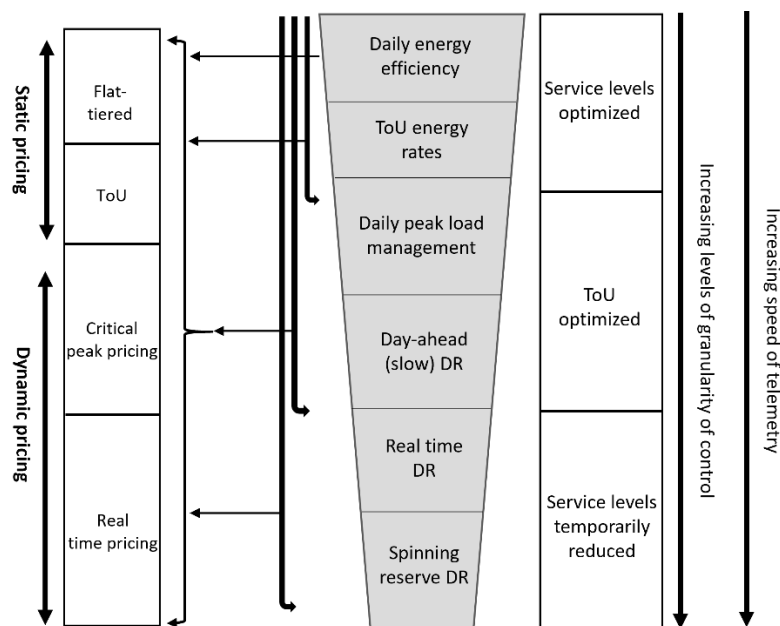 Static pricing
Dynamic pricing
Flat-
tiered
ToU
Critical
peak pricing
Real
time pricing
Daily energy
efficiency
ToU energy
rates
Daily peak load
management
Day-ahead
(slow) DR
Real time
DR
Spinning
reserve DR
Service levels
optimized
ToU
optimized
Service levels
temporarily
reduced
Increasing levels of granularity of control
Increasing speed of telemetry